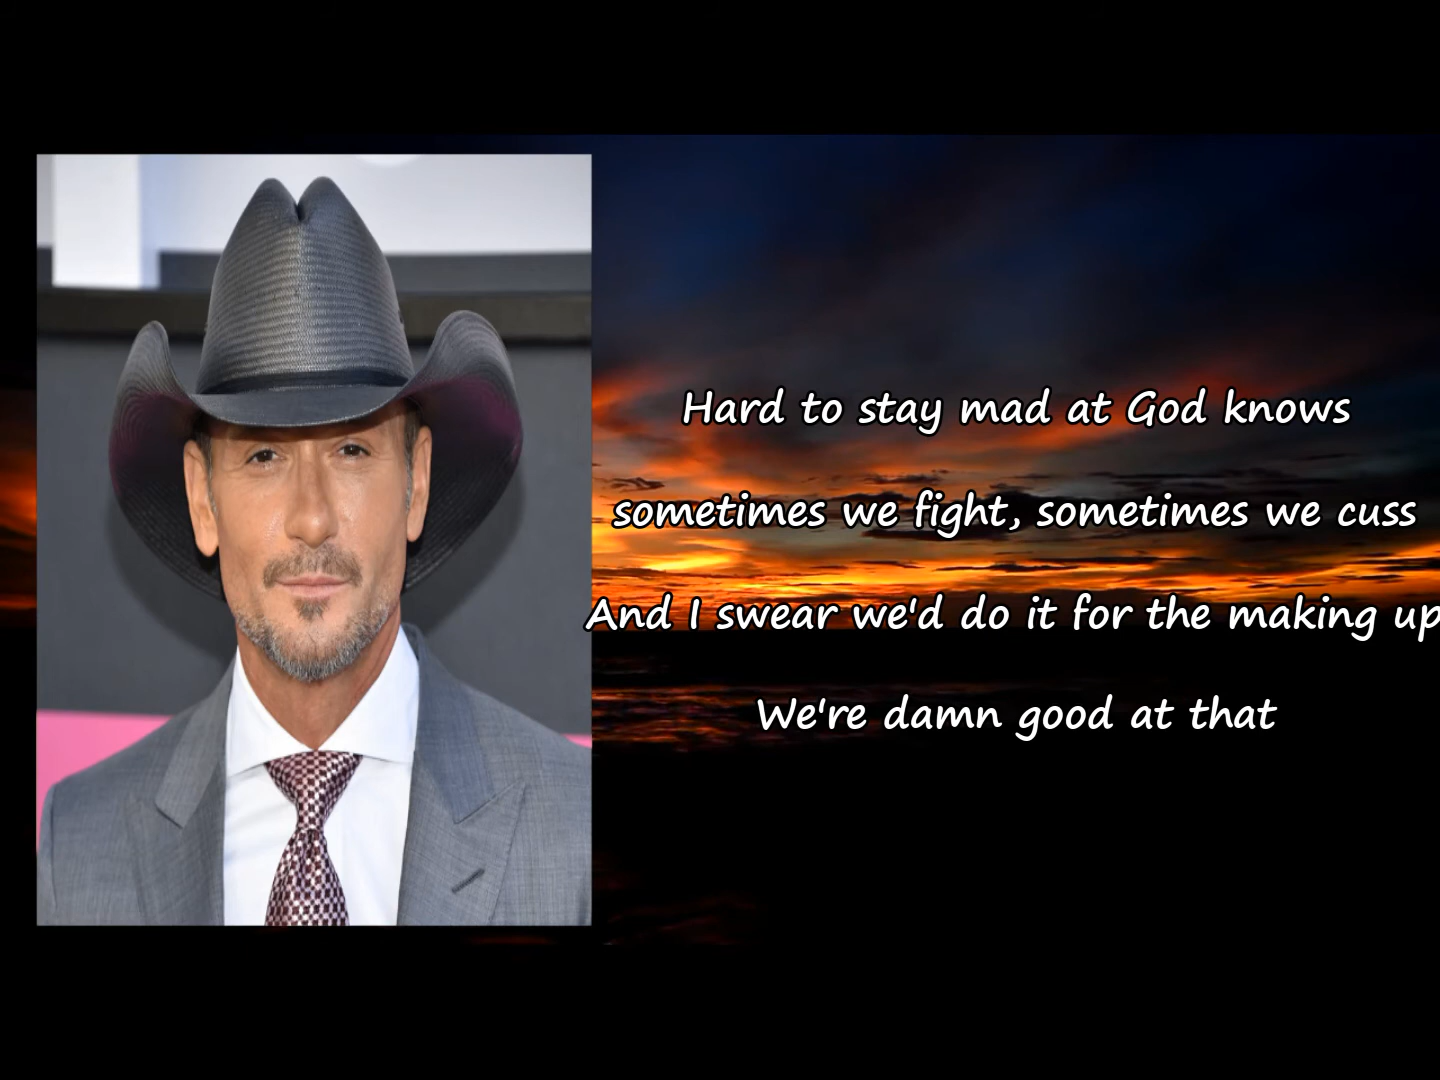 Hard to stay mad at God knows
sometimes we fight, sometimes we cuss
And I swear we'd do it for the making up
We're damn good at that